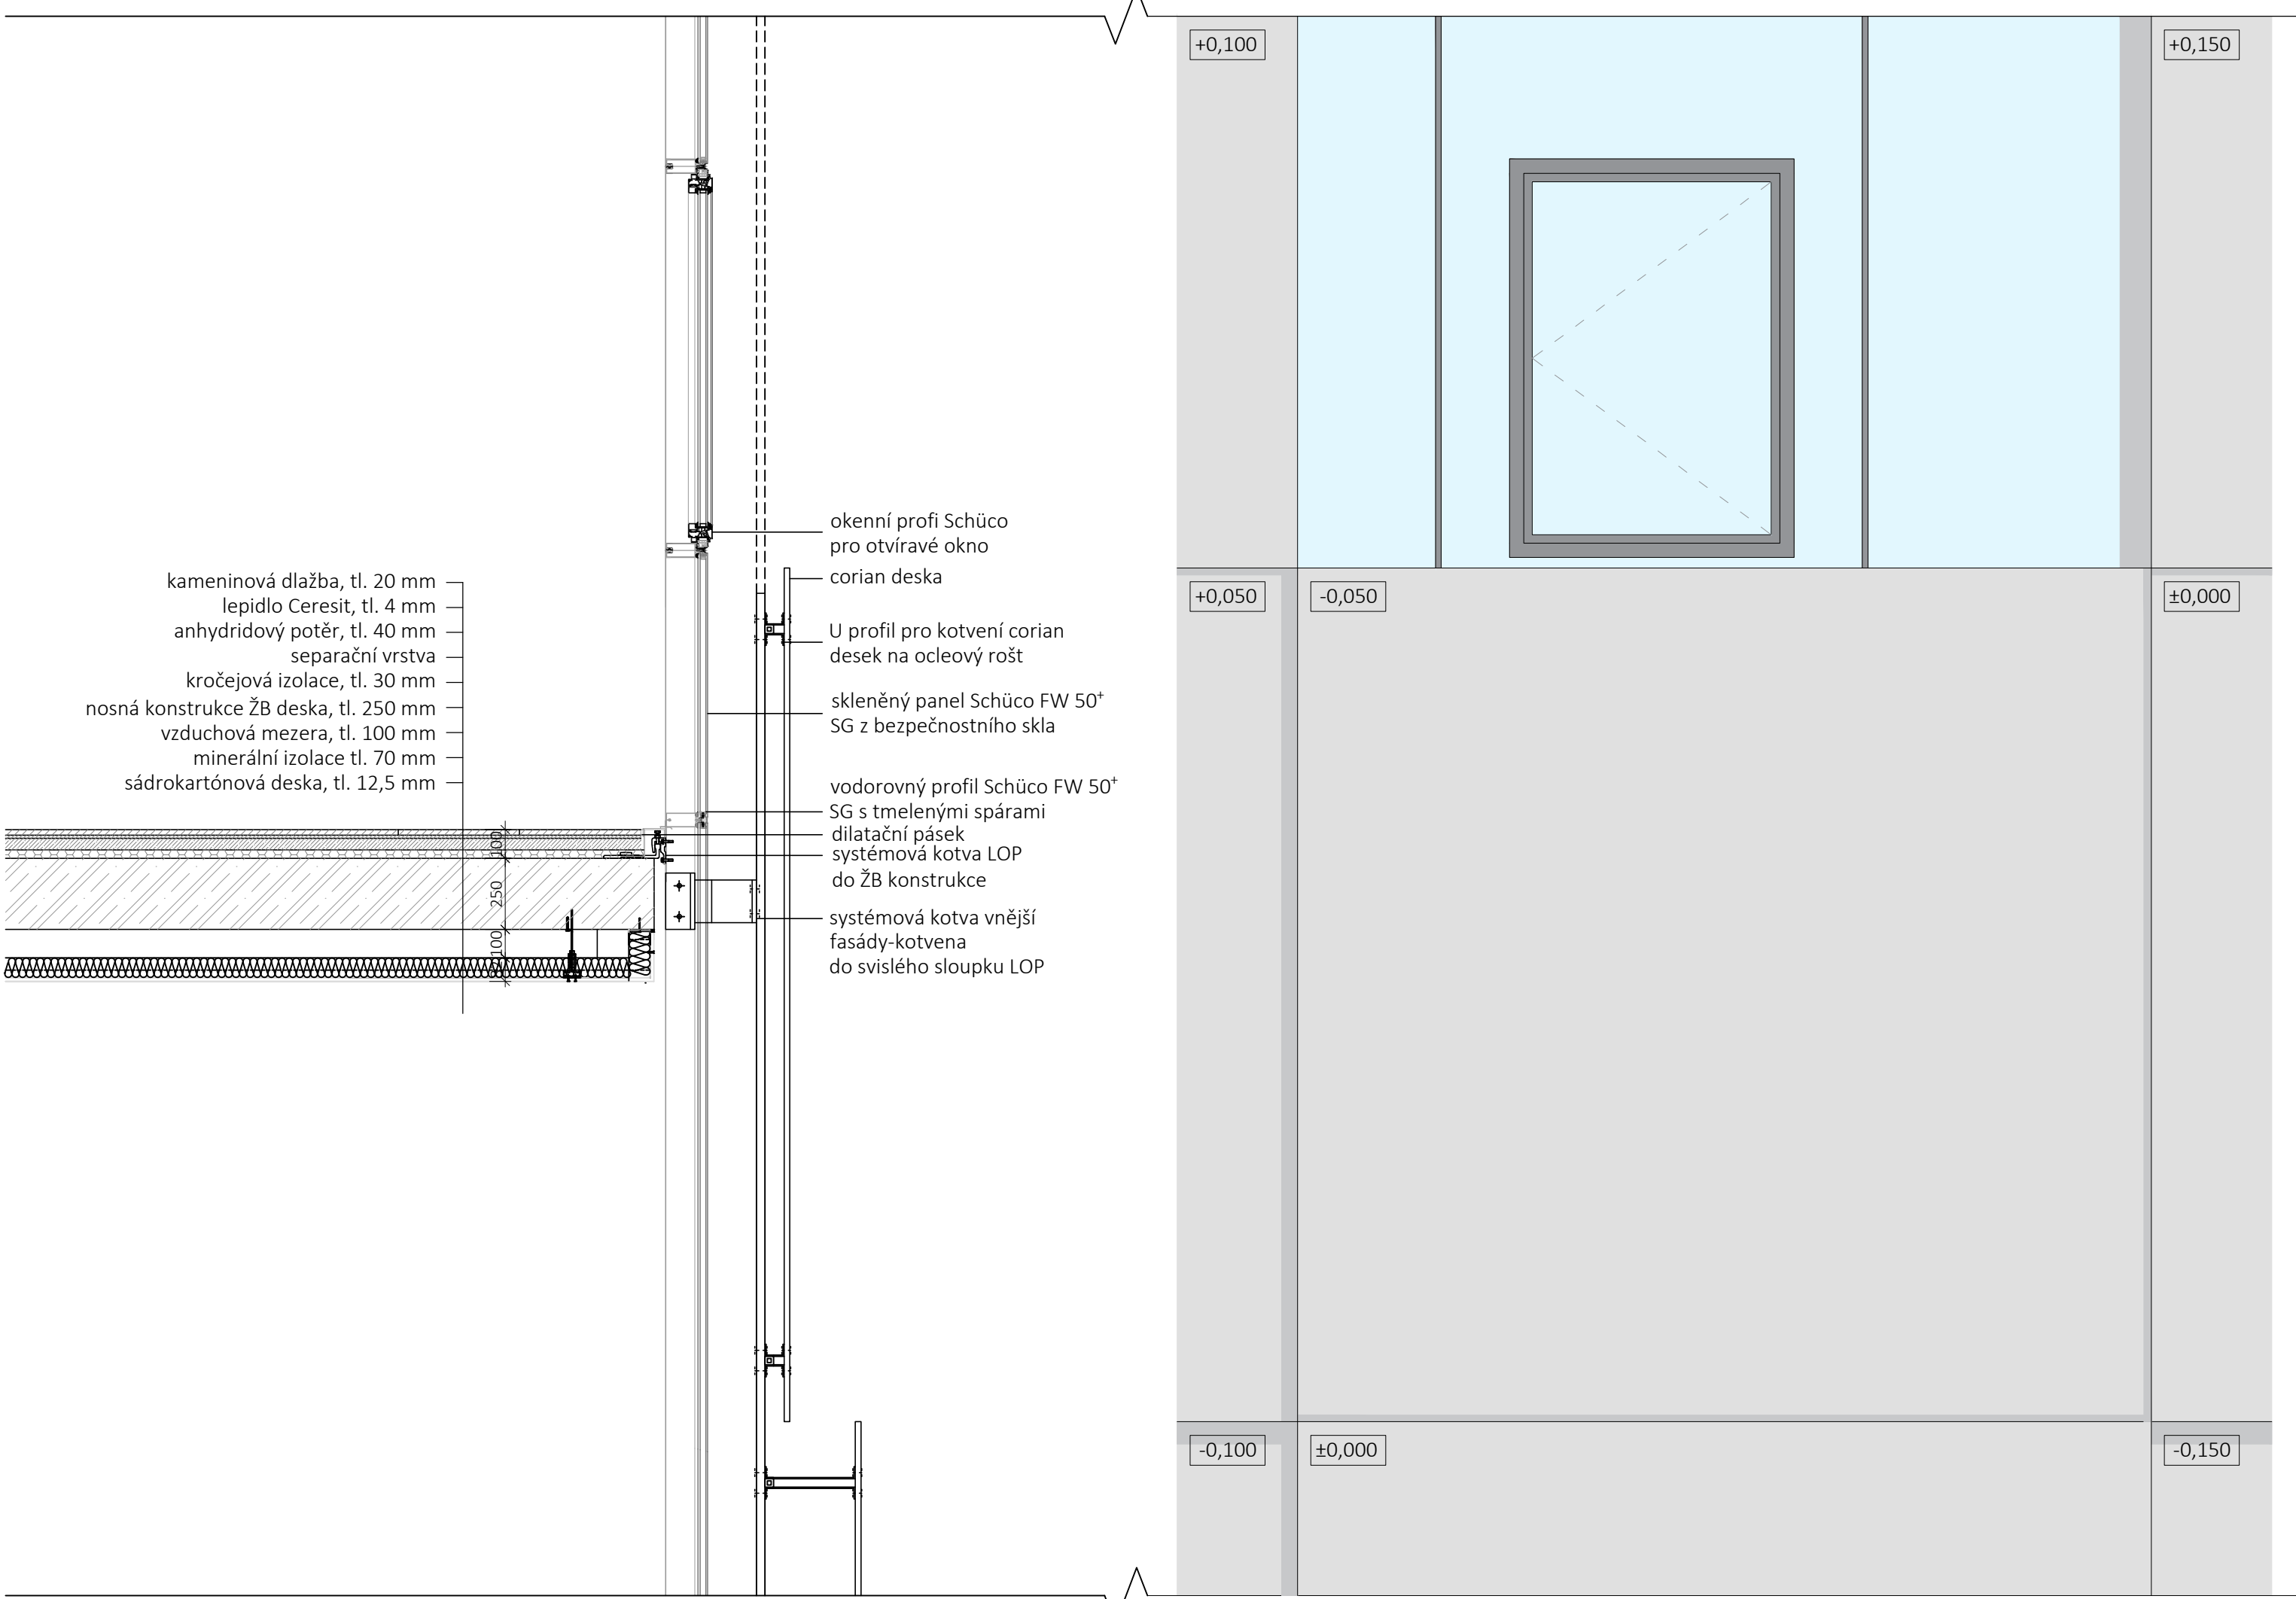 +0,100
+0,150
okenní profi Schüco
pro otvíravé okno
corian deska
U profil pro kotvení corian
desek na ocleový rošt
skleněný panel Schüco FW 50⁺
SG z bezpečnostního skla
vodorovný profil Schüco FW 50⁺
SG s tmelenými spárami
dilatační pásek
systémová kotva LOP
do ŽB konstrukce
systémová kotva vnější
fasády-kotvena
do svislého sloupku LOP
kameninová dlažba, tl. 20 mm
lepidlo Ceresit, tl. 4 mm
anhydridový potěr, tl. 40 mm
separační vrstva
kročejová izolace, tl. 30 mm
nosná konstrukce ŽB deska, tl. 250 mm
vzduchová mezera, tl. 100 mm
minerální izolace tl. 70 mm
sádrokartónová deska, tl. 12,5 mm
100
250
100
+0,050
-0,050
±0,000
-0,100
±0,000
-0,150